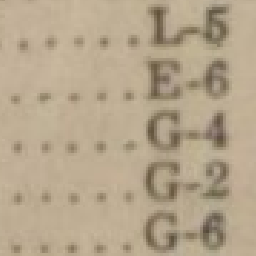 . . . . . L-5
. . . . . E-6
. . . . . G-4
. . . . . G-2
. . . . . G-6